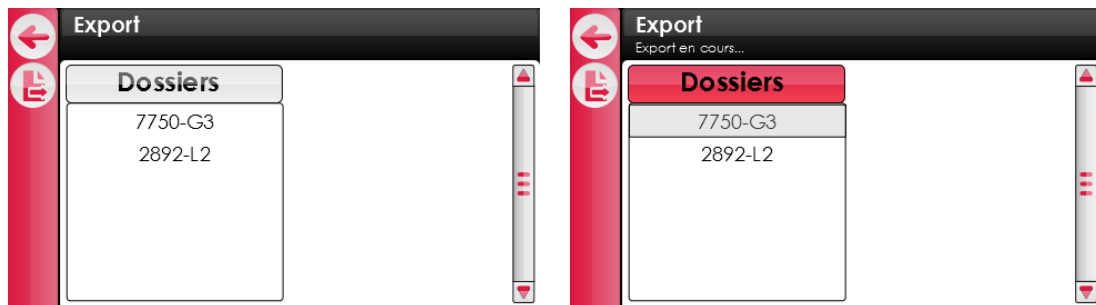 Export
Dossiers
7750-G3
2892-L2
Export
Export en cours...
Dossiers
7750-G3
2892-L2